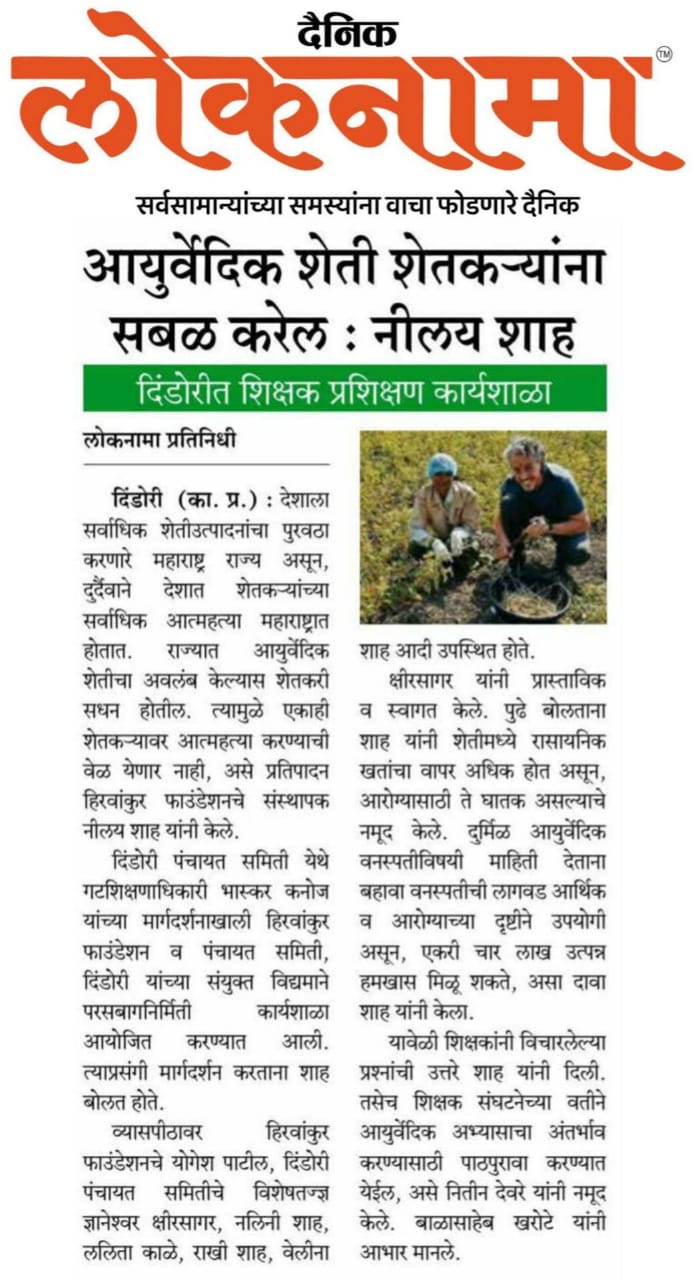 दैनिक
लोकनामा
TM
सर्वसामान्यांच्या समस्यांना वाचा फोडणारे दैनिक
आयुर्वेदिक शेती शेतकऱ्यांना
सबळ करेल : नीलय शाह
दिंडोरीत शिक्षक प्रशिक्षण कार्यशाळा
लोकनामा प्रतिनिधी
दिंडोरी (का. प्र.) : देशाला
सर्वाधिक शेतीउत्पादनांचा पुरवठा
करणारे महाराष्ट्र राज्य असून,
दुर्दैवाने देशात शेतकऱ्यांच्या
सर्वाधिक आत्महत्या महाराष्ट्रात
होतात. राज्यात आयुर्वेदिक
शेतीचा अवलंब केल्यास शेतकरी
सधन होतील. त्यामुळे एकाही
शेतकऱ्यावर आत्महत्या करण्याची
वेळ येणार नाही, असे प्रतिपादन
हिरवांकुर फाउंडेशनचे संस्थापक
नीलय शाह यांनी केले.
दिंडोरी पंचायत समिती येथे
गटशिक्षणाधिकारी भास्कर कनोज
यांच्या मार्गदर्शनाखाली हिरवांकुर
फाउंडेशन व पंचायत समिती,
दिंडोरी यांच्या संयुक्त विद्यमाने
परसबागनिर्मिती कार्यशाळा
आयोजित करण्यात आली.
त्याप्रसंगी मार्गदर्शन करताना शाह
बोलत होते.
व्यासपीठावर हिरवांकुर
फाउंडेशनचे योगेश पाटील, दिंडोरी
पंचायत समितीचे विशेषतज्ज्ञ
ज्ञानेश्वर क्षीरसागर, नलिनी शाह,
ललिता काळे, राखी शाह, वेलीना
शाह आदी उपस्थित होते.
क्षीरसागर यांनी प्रास्ताविक
व स्वागत केले. पुढे बोलताना
शाह यांनी शेतीमध्ये रासायनिक
खतांचा वापर अधिक होत असून,
आरोग्यासाठी ते घातक असल्याचे
नमूद केले. दुर्मिळ आयुर्वेदिक
वनस्पतीविषयी माहिती देताना
बहावा वनस्पतीची लागवड आर्थिक
व आरोग्याच्या दृष्टीने उपयोगी
असून, एकरी चार लाख उत्पन्न
हमखास मिळू शकते, असा दावा
शाह यांनी केला.
यावेळी शिक्षकांनी विचारलेल्या
प्रश्नांची उत्तरे शाह यांनी दिली.
तसेच शिक्षक संघटनेच्या वतीने
आयुर्वेदिक अभ्यासाचा अंतर्भाव
करण्यासाठी पाठपुरावा करण्यात
येईल, असे नितीन देवरे यांनी नमूद
केले. बाळासाहेब खरोटे यांनी
आभार मानले.